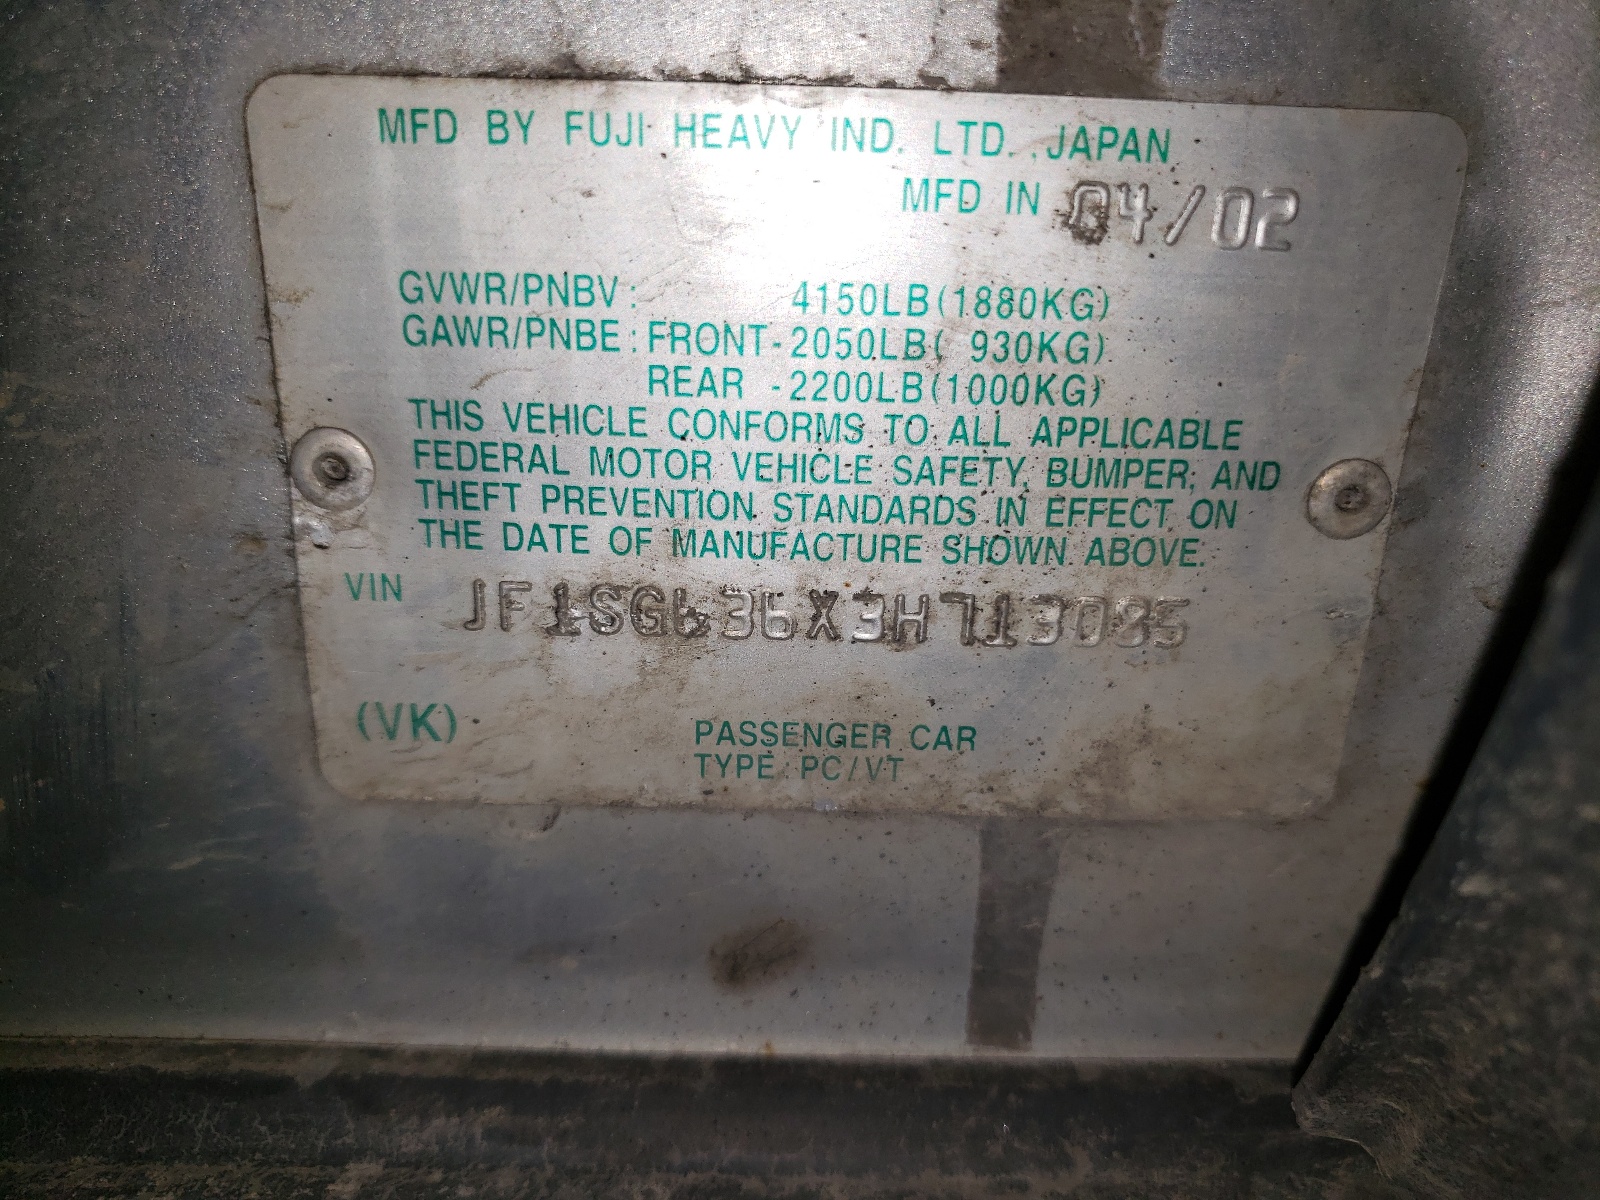 MFD BY FUJI HEAVY IND. LTD. ,JAPAN
MFD IN 04/02
GVWR/PNBV: 4150LB(1880KG)
GAWR/PNBE: FRONT-2050LB( 930KG)
REAR -2200LB(1000KG)
THIS VEHICLE CONFORMS TO ALL APPLICABLE
FEDERAL MOTOR VEHICLE SAFETY, BUMPER, AND
THEFT PREVENTION STANDARDS IN EFFECT ON
THE DATE OF MANUFACTURE SHOWN ABOVE.
VIN
(VK)
PASSENGER CAR
TYPE : PC/VT